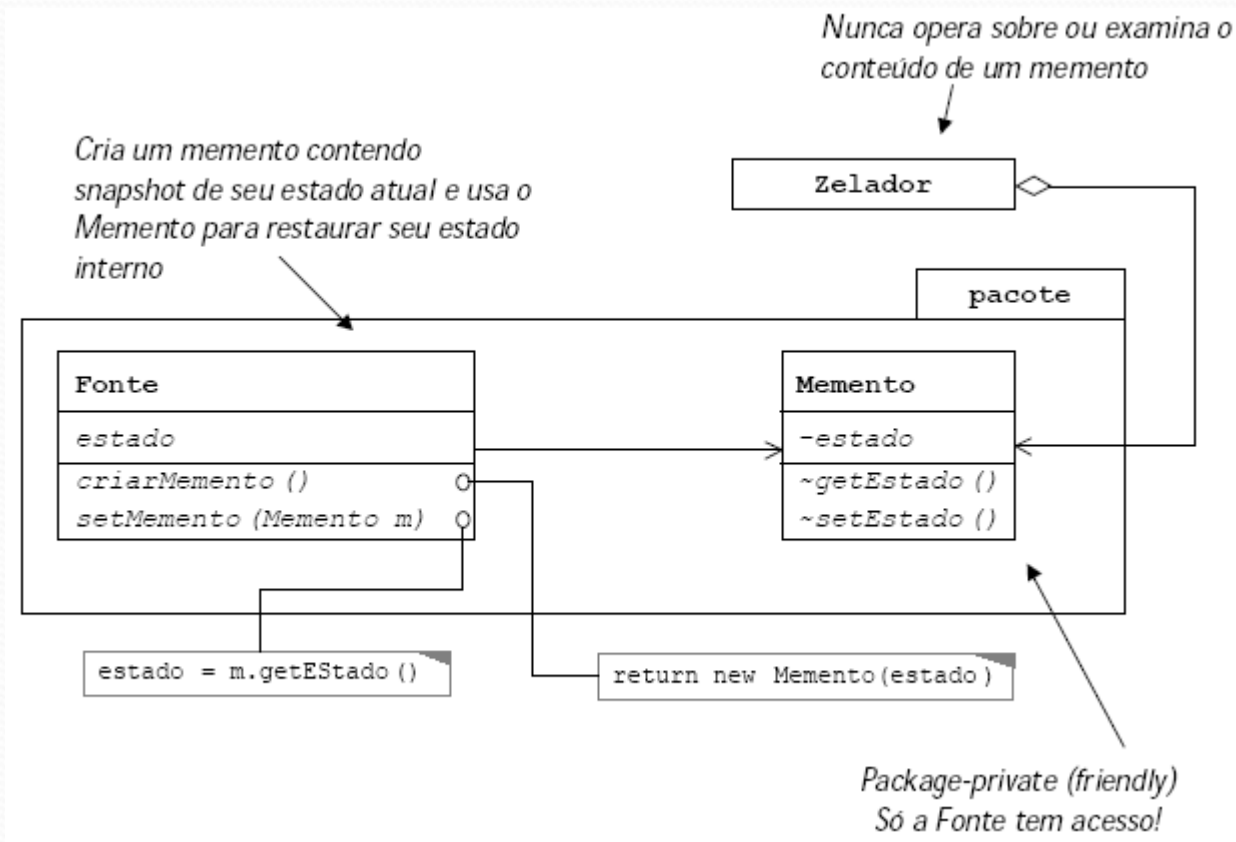 Nunca opera sobre ou examina o
conteúdo de um memento
Cria um memento contendo
snapshot de seu estado atual e usa o
Memento para restaurar seu estado
interno
Zelador
pacote
Fonte
estado
criarMemento()
setMemento(Memento m)
Memento
-estado
~getEstado()
~setEstado()
estado = m.getEStado()
return new Memento(estado)
Package-private (friendly)
Só a Fonte tem acesso!